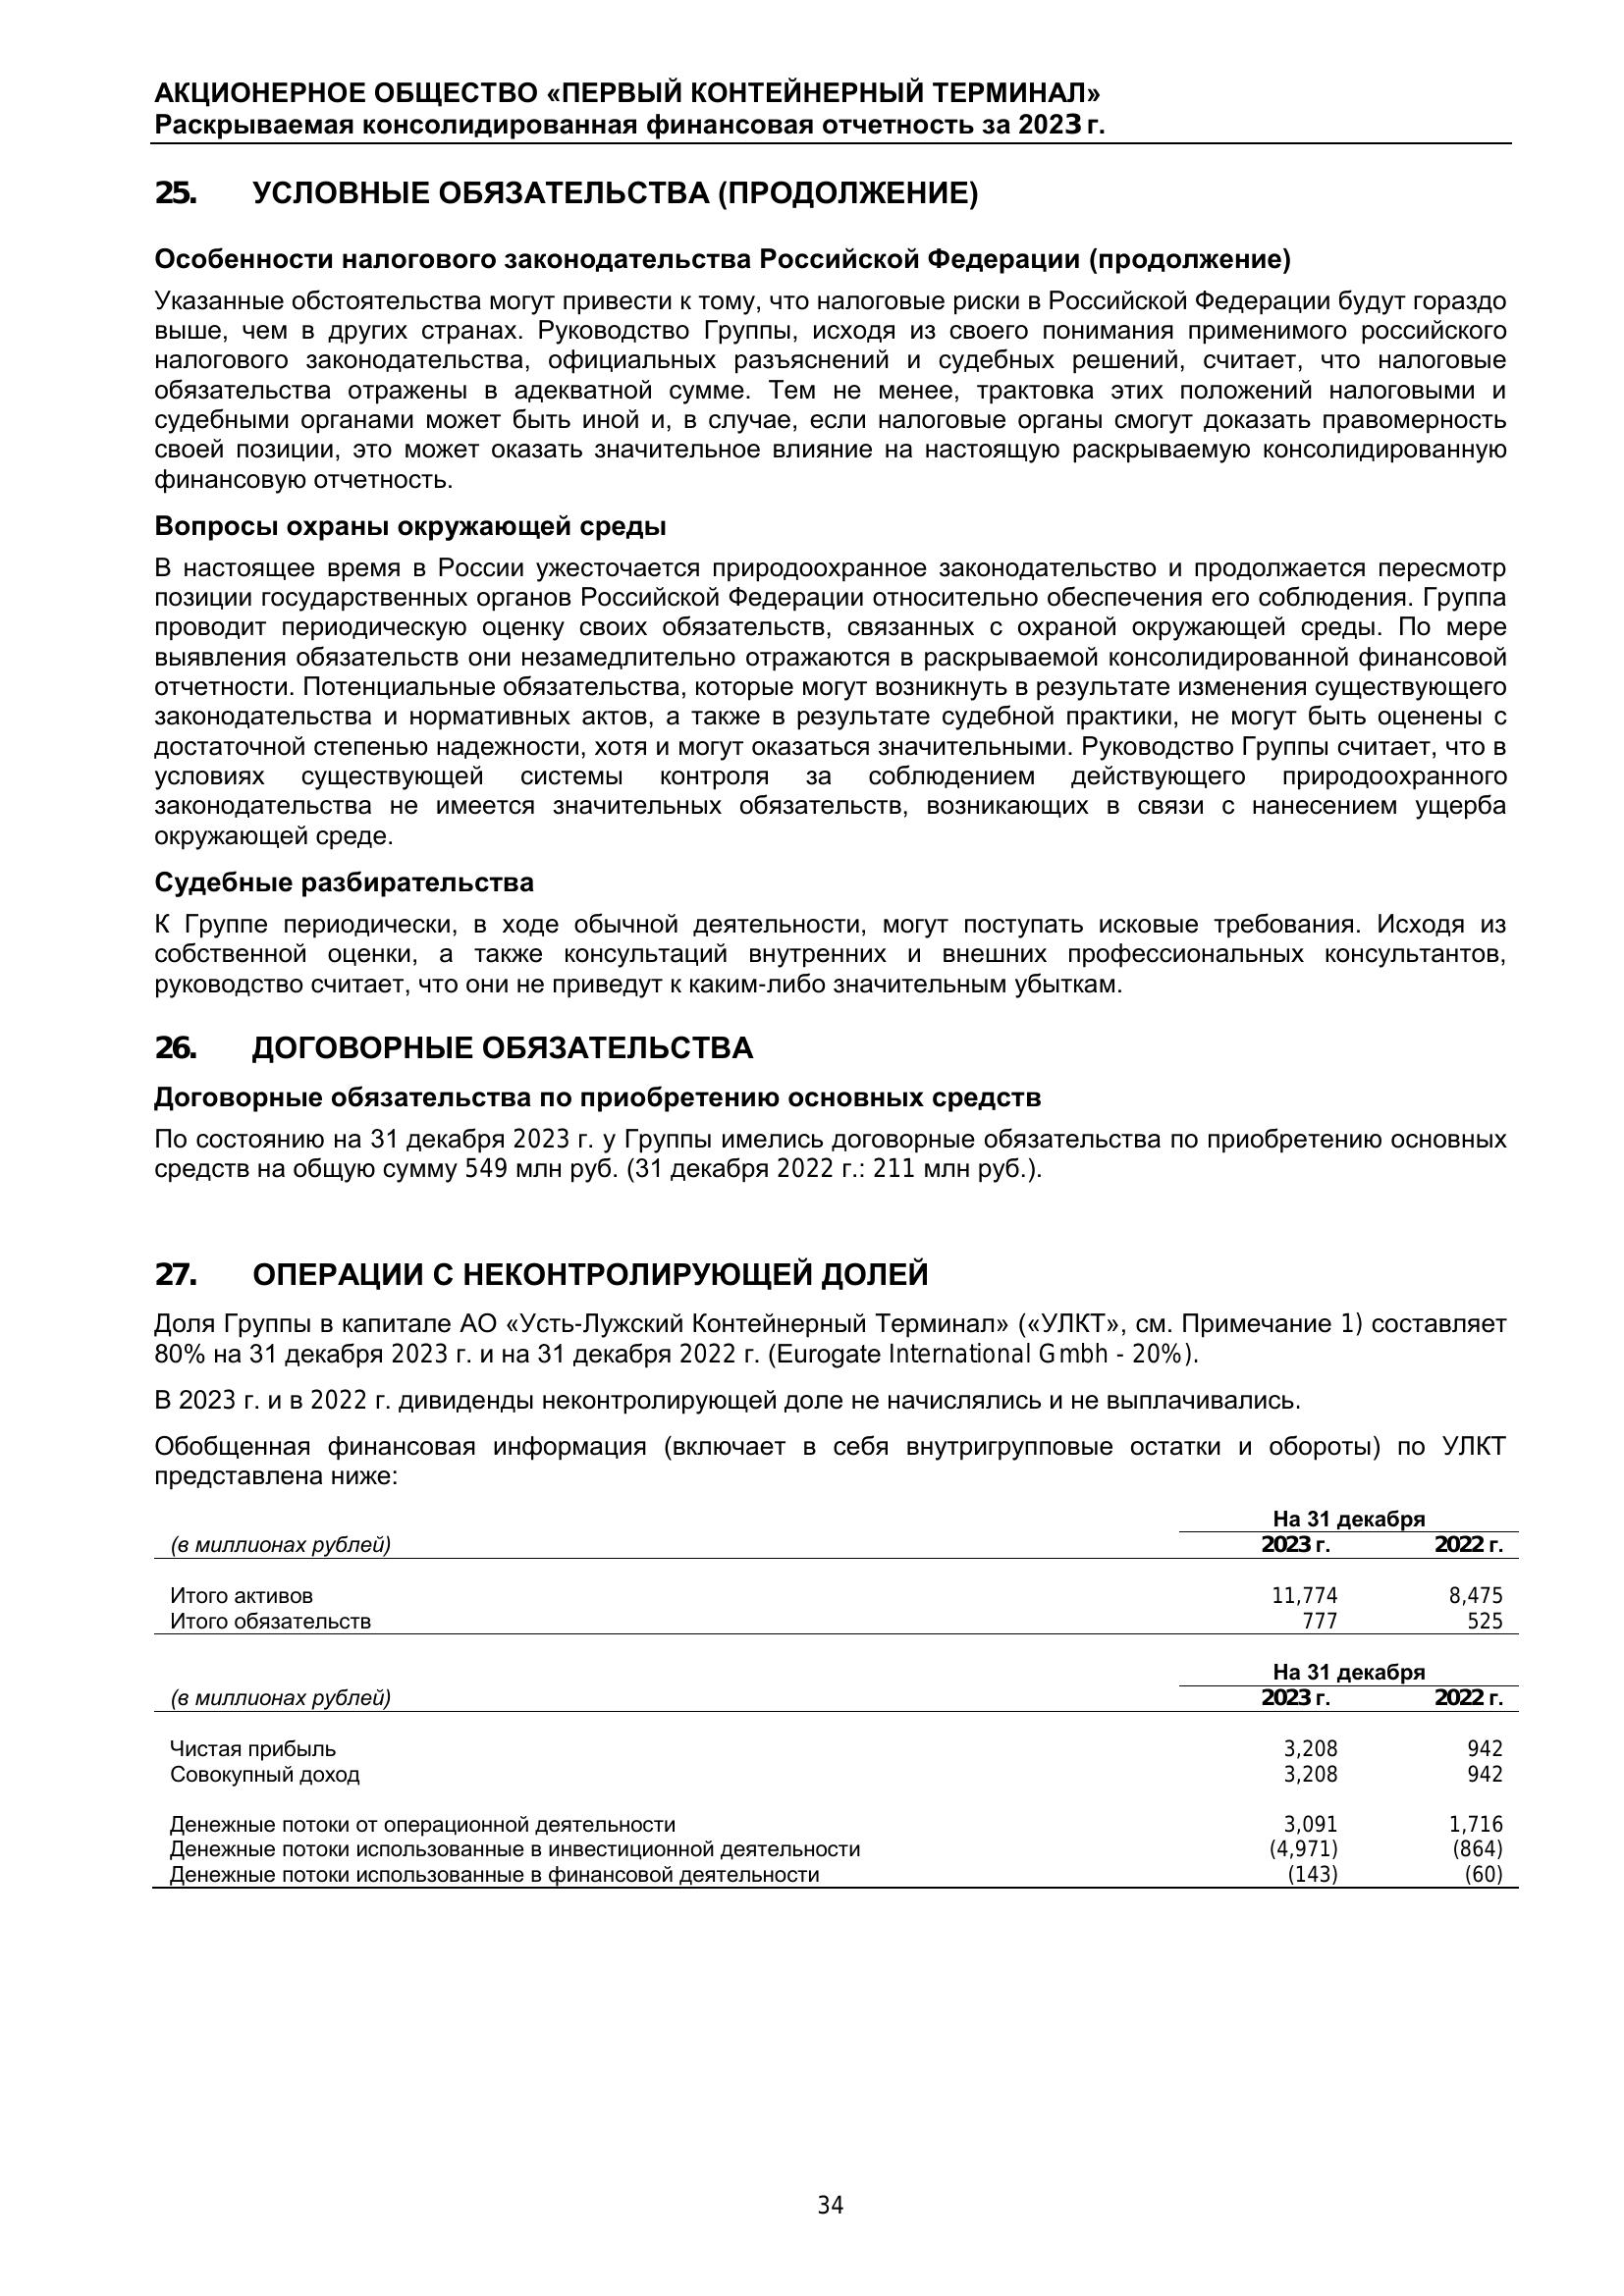 АКЦИОНЕРНОЕ ОБЩЕСТВО «ПЕРВЫЙ КОНТЕЙНЕРНЫЙ ТЕРМИНАЛ»
Раскрываемая консолидированная финансовая отчетность за 2023 г.
25. УСЛОВНЫЕ ОБЯЗАТЕЛЬСТВА (ПРОДОЛЖЕНИЕ)
Особенности налогового законодательства Российской Федерации (продолжение)
Указанные обстоятельства могут привести к тому, что налоговые риски в Российской Федерации будут гораздо
выше, чем в других странах. Руководство Группы, исходя из своего понимания применимого российского
налогового законодательства, официальных разъяснений и судебных решений, считает, что налоговые
обязательства отражены в адекватной сумме. Тем не менее, трактовка этих положений налоговыми и
судебными органами может быть иной и, в случае, если налоговые органы смогут доказать правомерность
своей позиции, это может оказать значительное влияние на настоящую раскрываемую консолидированную
финансовую отчетность.
Вопросы охраны окружающей среды
В настоящее время в России ужесточается природоохранное законодательство и продолжается пересмотр
позиции государственных органов Российской Федерации относительно обеспечения его соблюдения. Группа
проводит периодическую оценку своих обязательств, связанных с охраной окружающей среды. По мере
выявления обязательств они незамедлительно отражаются в раскрываемой консолидированной финансовой
отчетности. Потенциальные обязательства, которые могут возникнуть в результате изменения существующего
законодательства и нормативных актов, а также в результате судебной практики, не могут быть оценены с
достаточной степенью надежности, хотя и могут оказаться значительными. Руководство Группы считает, что в
условиях существующей системы контроля за соблюдением действующего природоохранного
законодательства не имеется значительных обязательств, возникающих в связи с нанесением ущерба
окружающей среде.
Судебные разбирательства
К Группе периодически, в ходе обычной деятельности, могут поступать исковые требования. Исходя из
собственной оценки, а также консультаций внутренних и внешних профессиональных консультантов,
руководство считает, что они не приведут к каким-либо значительным убыткам.
26. ДОГОВОРНЫЕ ОБЯЗАТЕЛЬСТВА
Договорные обязательства по приобретению основных средств
По состоянию на 31 декабря 2023 г. у Группы имелись договорные обязательства по приобретению основных
средств на общую сумму 549 млн руб. (31 декабря 2022 г.: 211 млн руб.).
27. ОПЕРАЦИИ С НЕКОНТРОЛИРУЮЩЕЙ ДОЛЕЙ
Доля Группы в капитале АО «Усть-Лужский Контейнерный Терминал» («УЛКТ», см. Примечание 1) составляет
80% на 31 декабря 2023 г. и на 31 декабря 2022 г. (Eurogate International Gmbh - 20%).
В 2023 г. и в 2022 г. дивиденды неконтролирующей доле не начислялись и не выплачивались.
Обобщенная финансовая информация (включает в себя внутригрупповые остатки и обороты) по УЛКТ
представлена ниже:
На 31 декабря
(в миллионах рублей) 2023 г. 2022 г.
Итого активов 11,774 8,475
Итого обязательств 777 525
На 31 декабря
(в миллионах рублей) 2023 г. 2022 г.
Чистая прибыль 3,208 942
Совокупный доход 3,208 942
Денежные потоки от операционной деятельности 3,091 1,716
Денежные потоки использованные в инвестиционной деятельности (4,971) (864)
Денежные потоки использованные в финансовой деятельности (143) (60)
34